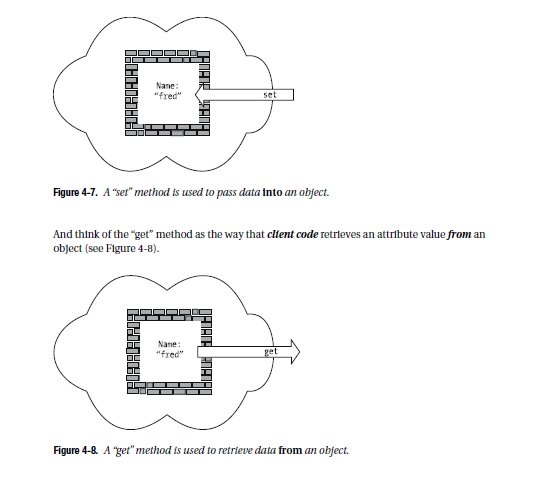 Name:
"fred"
set
Figure 4-7. A "set" method is used to pass data into an object.
And think of the "get" method as the way that client code retrieves an attribute value from an
object (see Figure 4-8).
Name:
"fred"
get
Figure 4-8. A "get" method is used to retrieve data from an object.